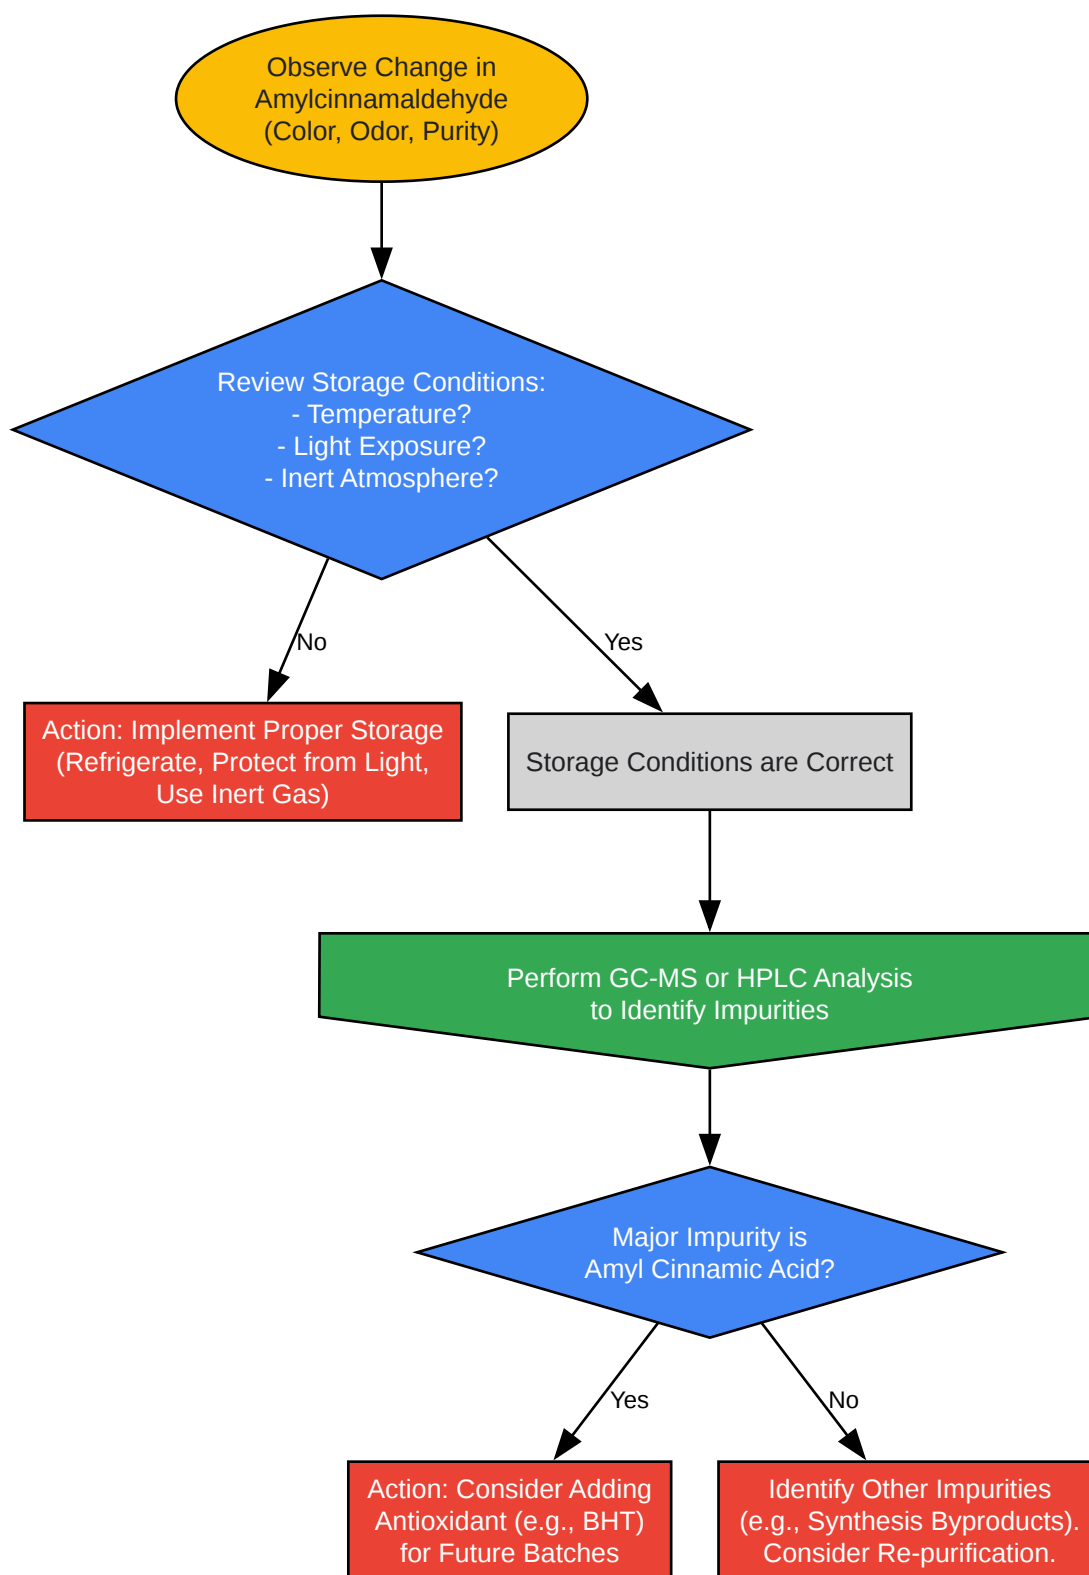 Observe Change in
Amylcinnamaldehyde
(Color, Odor, Purity)
Review Storage Conditions:
- Temperature?
- Light Exposure?
- Inert Atmosphere?
No
Yes
Action: Implement Proper Storage
(Refrigerate, Protect from Light,
Use Inert Gas)
Storage Conditions are Correct
Perform GC-MS or HPLC Analysis
to Identify Impurities
Major Impurity is
Amyl Cinnamic Acid?
Yes
No
Action: Consider Adding
Antioxidant (e.g., BHT)
for Future Batches
Identify Other Impurities
(e.g., Synthesis Byproducts).
Consider Re-purification.